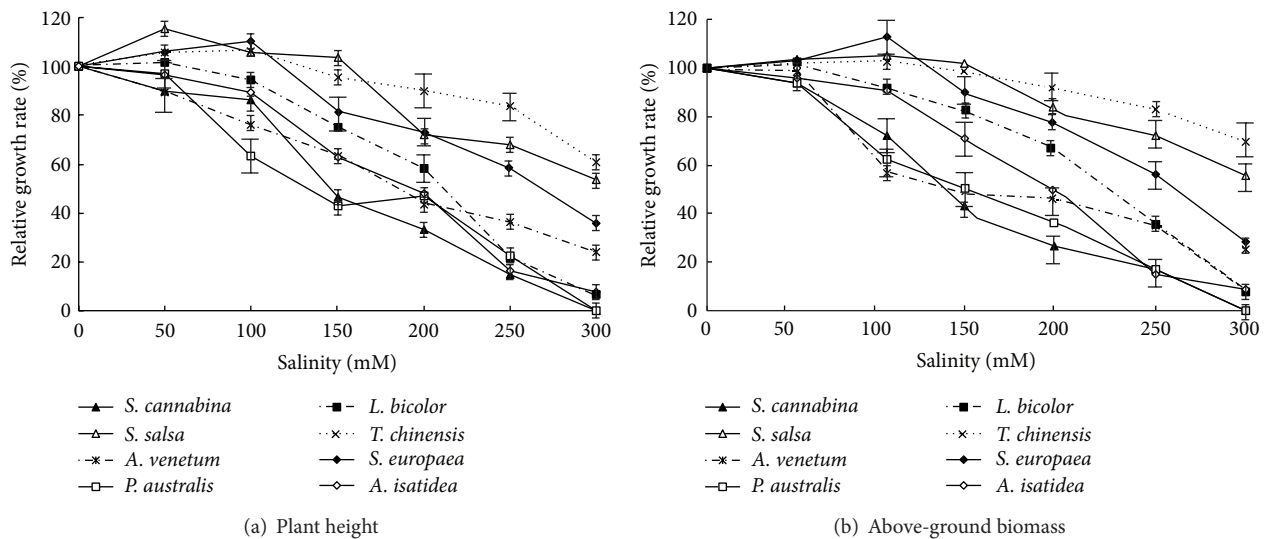 120
100
80
60
40
20
0
Relative growth rate (%)
0 50 100 150 200 250 300
Salinity (mM)
S. cannabina
S. salsa
A. venetum
P. australis
L. bicolor
T. chinensis
S. europaea
A. isatidea
(a) Plant height
120
100
80
60
40
20
0
Relative growth rate (%)
0 50 100 150 200 250 300
Salinity (mM)
S. cannabina
S. salsa
A. venetum
P. australis
L. bicolor
T. chinensis
S. europaea
A. isatidea
(b) Above-ground biomass